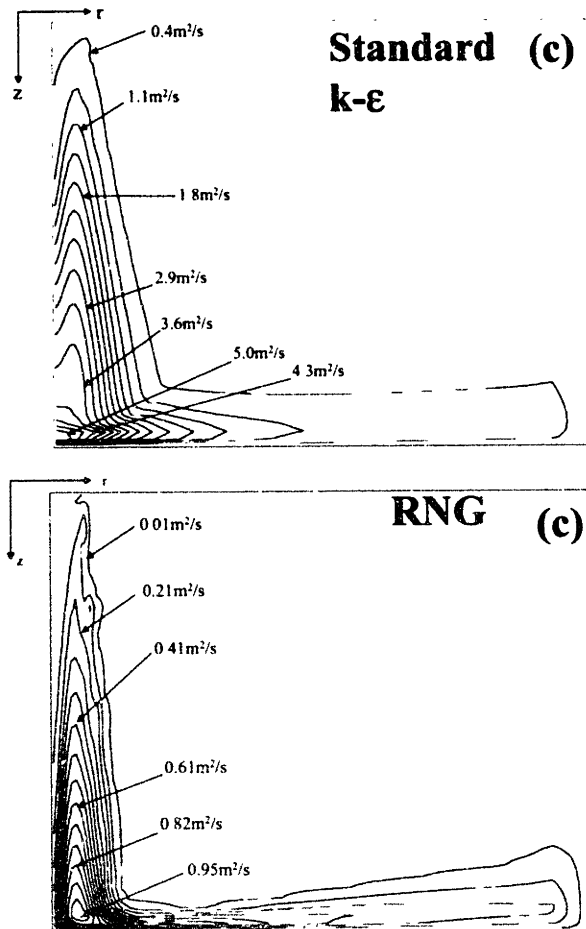 r
0.4m²/s
Standard (c)
k-ε
z
1.1m²/s
1 8m²/s
2.9m²/s
3.6m²/s
5.0m²/s
4 3m²/s
r
RNG (c)
0 01m²/s
z
0.21m²/s
0 41m²/s
0.61m²/s
0 82m²/s
0.95m²/s